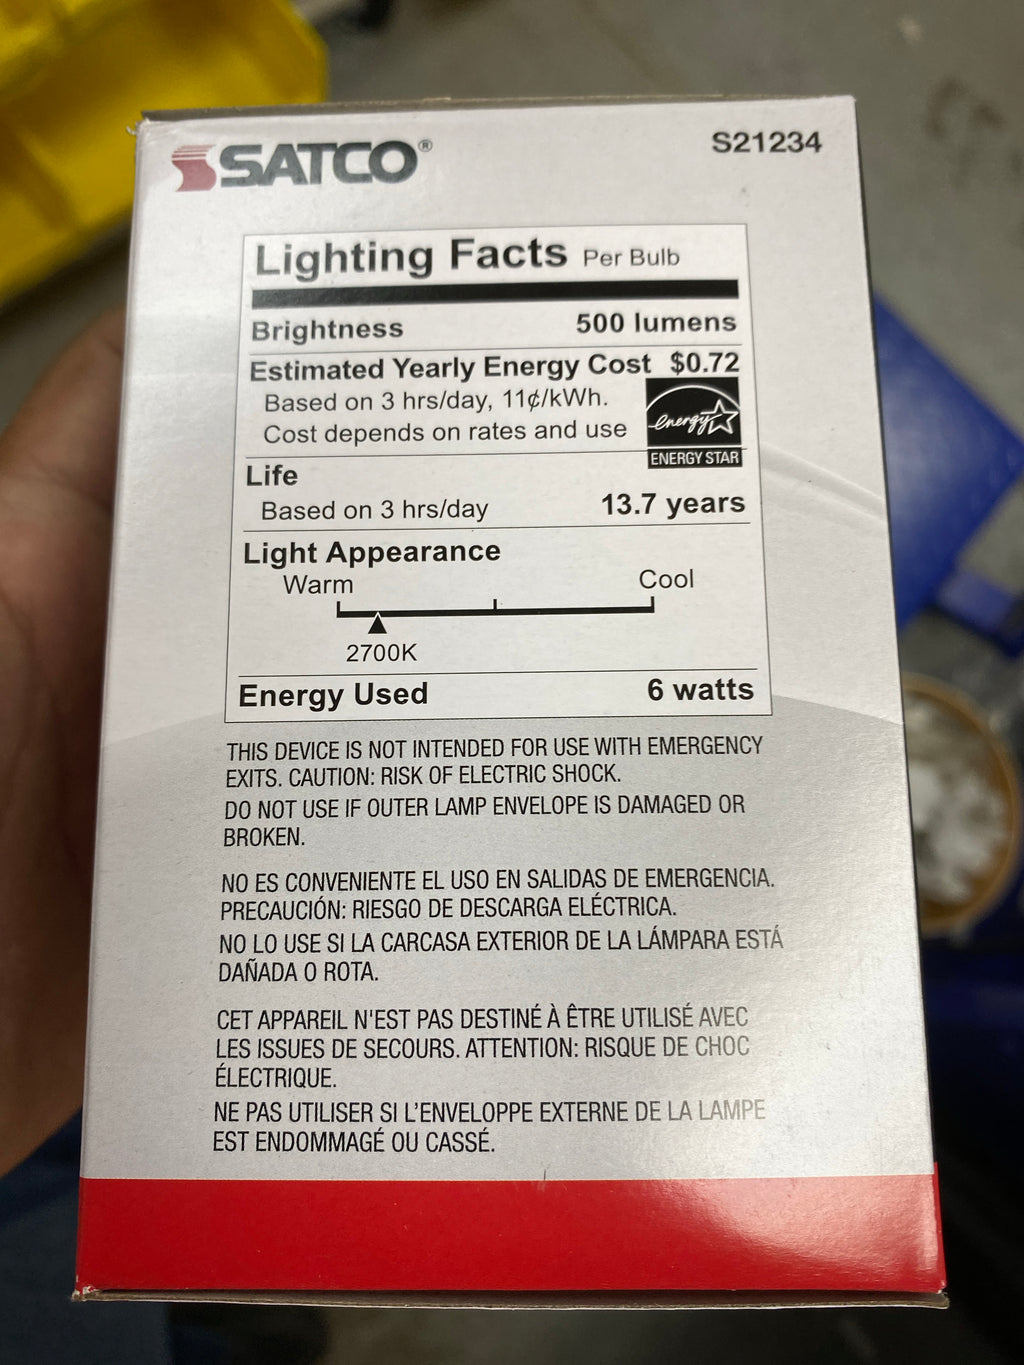 SATCO®
S21234
Lighting Facts Per Bulb
Brightness 500 lumens
Estimated Yearly Energy Cost $0.72
Based on 3 hrs/day, 11¢/kWh.
Cost depends on rates and use
energy
ENERGY STAR
Life
Based on 3 hrs/day 13.7 years
Light Appearance
Warm Cool
2700K
Energy Used 6 watts
THIS DEVICE IS NOT INTENDED FOR USE WITH EMERGENCY
EXITS. CAUTION: RISK OF ELECTRIC SHOCK.
DO NOT USE IF OUTER LAMP ENVELOPE IS DAMAGED OR
BROKEN.
NO ES CONVENIENTE EL USO EN SALIDAS DE EMERGENCIA.
PRECAUCIÓN: RIESGO DE DESCARGA ELÉCTRICA.
NO LO USE SI LA CARCASA EXTERIOR DE LA LÁMPARA ESTÁ
DAÑADA O ROTA.
CET APPAREIL N'EST PAS DESTINÉ À ÊTRE UTILISÉ AVEC
LES ISSUES DE SECOURS. ATTENTION: RISQUE DE CHOC
ÉLECTRIQUE.
NE PAS UTILISER SI L'ENVELOPPE EXTERNE DE LA LAMPE
EST ENDOMMAGÉ OU CASSÉ.